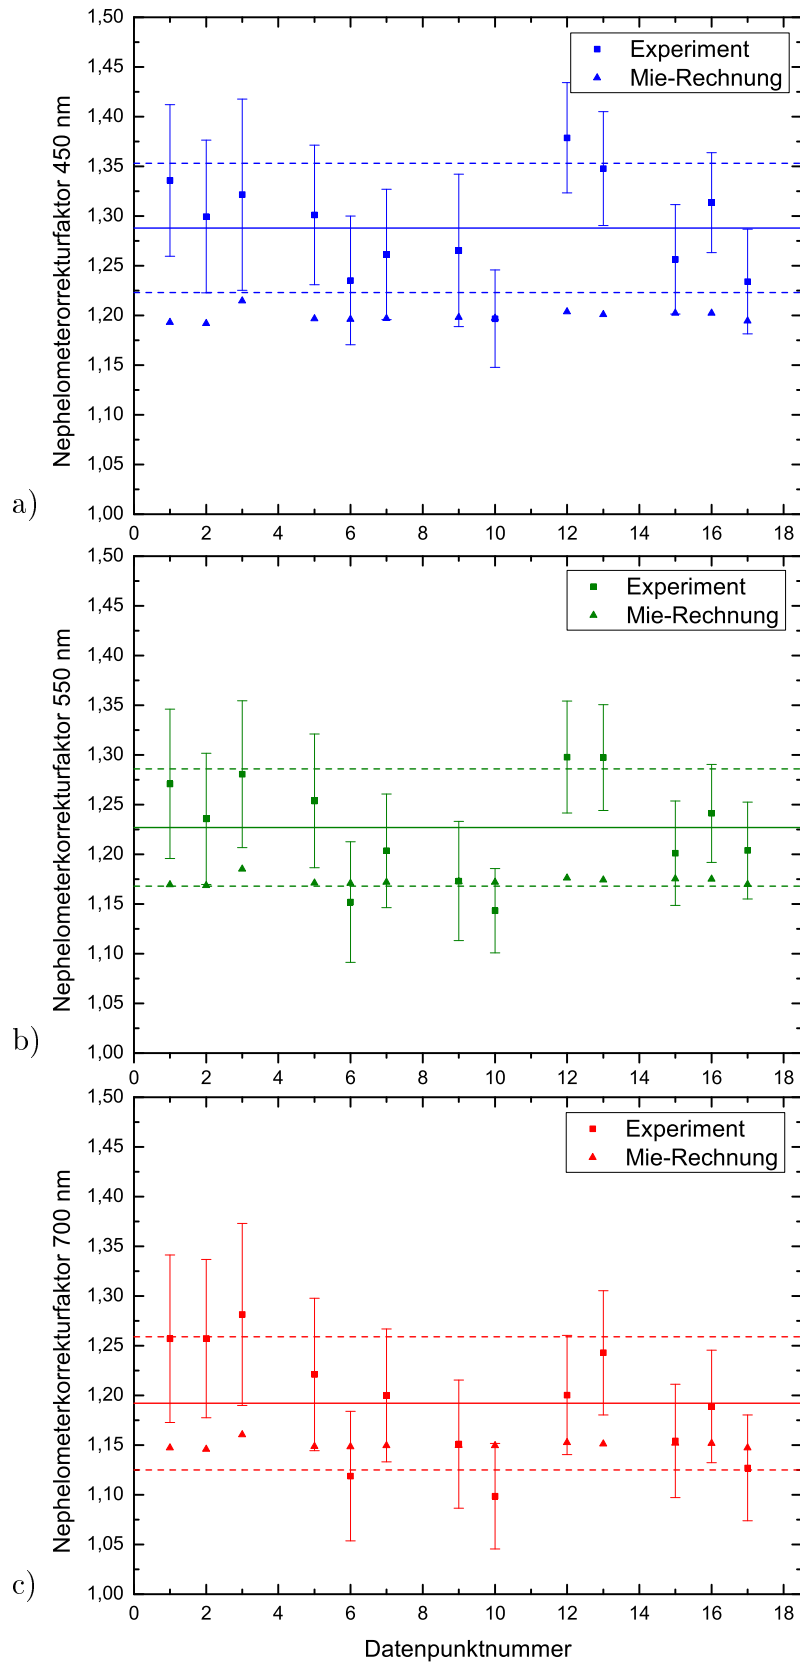 1,50
1,45
1,40
1,35
1,30
1,25
1,20
1,15
1,10
1,05
1,00
Nephelometerorrekturfaktor 450 nm
Experiment
Mie-Rechnung
a)
0 2 4 6 8 10 12 14 16 18
1,50
1,45
1,40
1,35
1,30
1,25
1,20
1,15
1,10
1,05
1,00
Nephelometerkorrekturfaktor 550 nm
Experiment
Mie-Rechnung
b)
0 2 4 6 8 10 12 14 16 18
1,50
1,45
1,40
1,35
1,30
1,25
1,20
1,15
1,10
1,05
1,00
Nephelometerkorrekturfaktor 700 nm
Experiment
Mie-Rechnung
c)
0 2 4 6 8 10 12 14 16 18
Datenpunktnummer